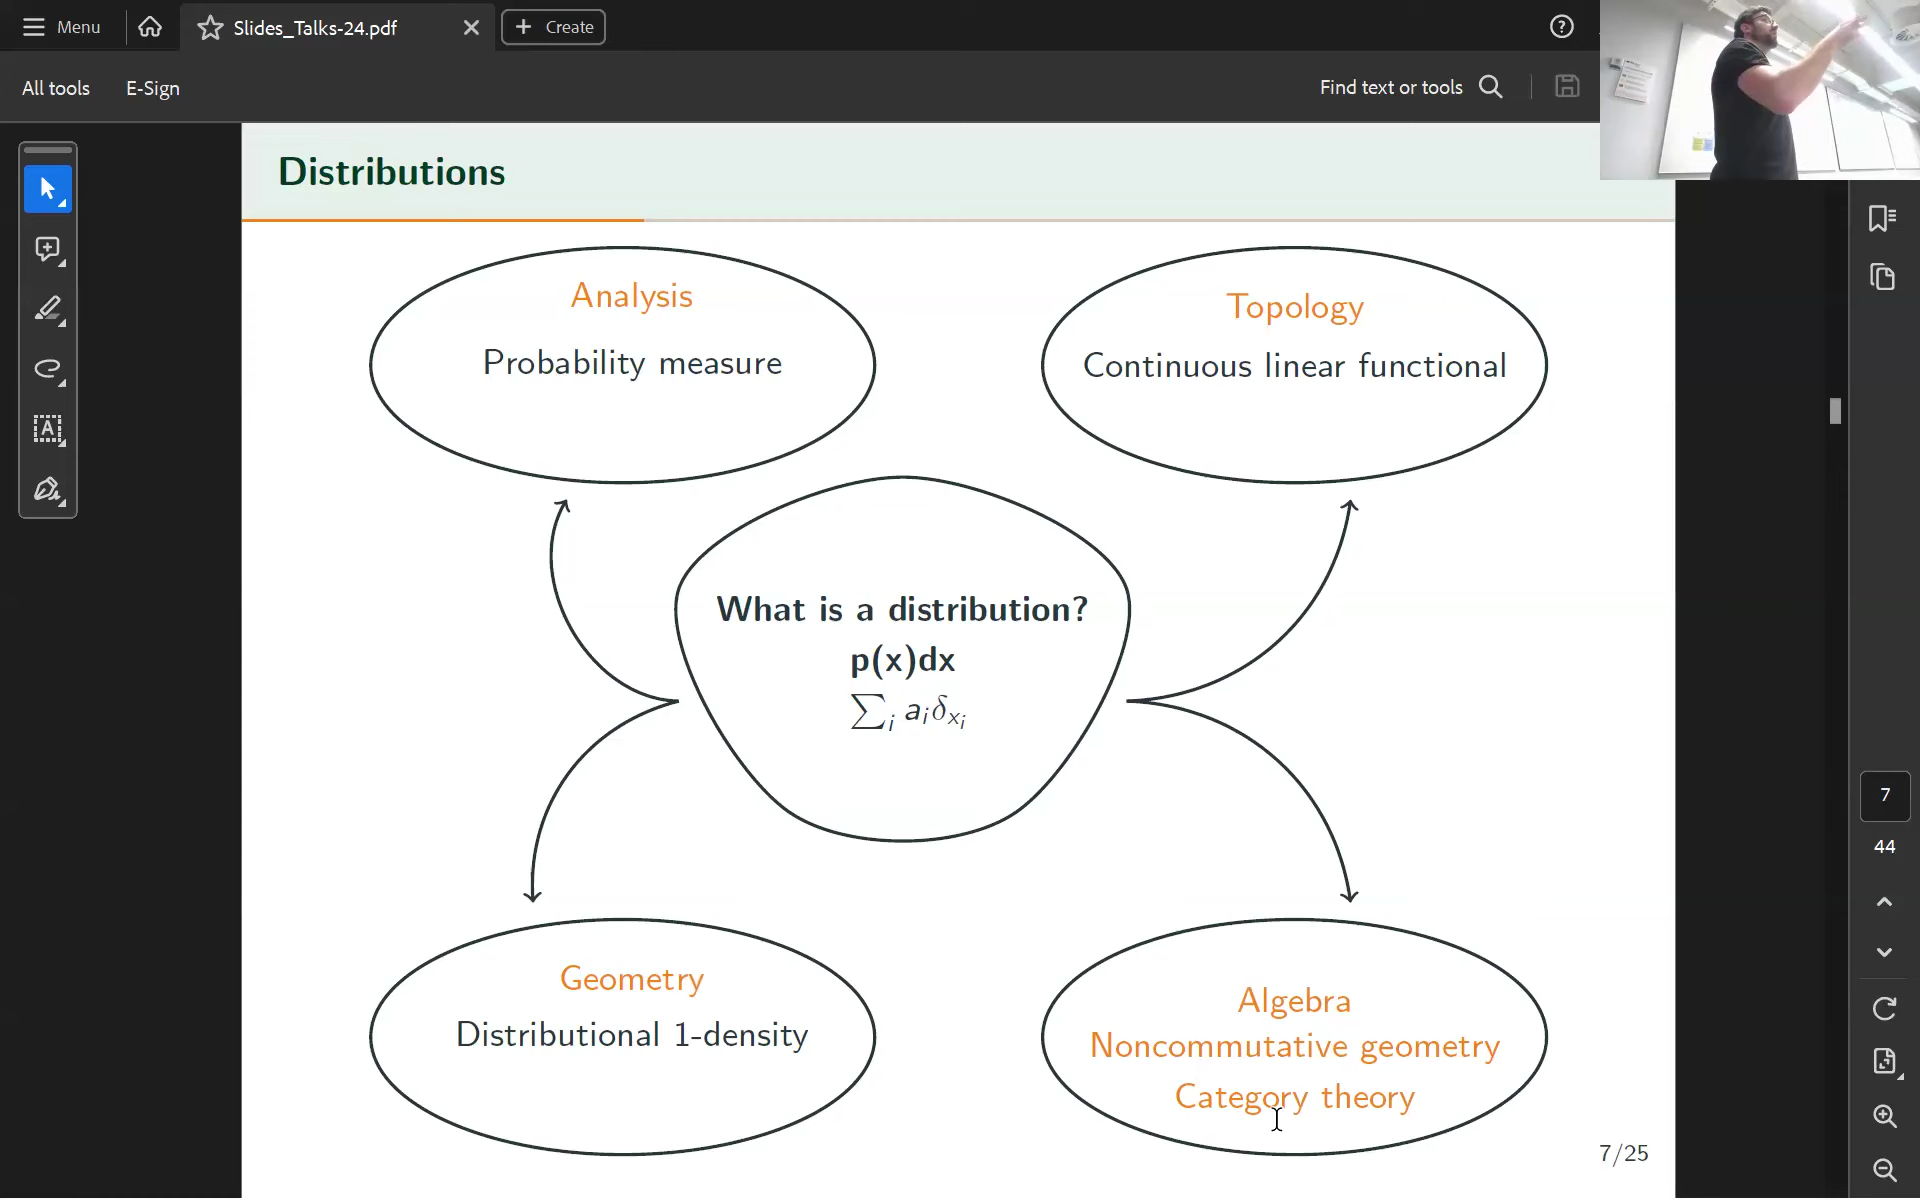 Menu
Slides_Talks-24.pdf
Create
All tools
E-Sign
Find text or tools
Distributions
Analysis
Probability measure
Topology
Continuous linear functional
What is a distribution?
p(x)dx
∑ᵢ aᵢδₓᵢ
Geometry
Distributional 1-density
Algebra
Noncommutative geometry
Category theory
7/25
7
44